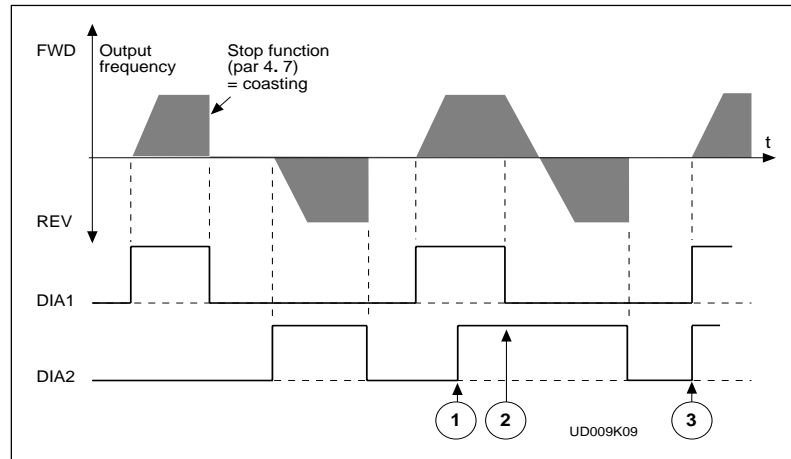 FWD
Output
frequency
Stop function
(par 4. 7)
= coasting
t
REV
DIA1
DIA2
1
2
3
UD009K09